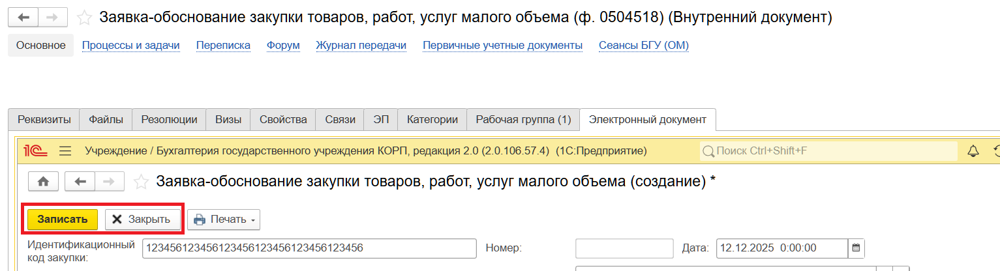 Заявка-обоснование закупки товаров, работ, услуг малого объема (ф. 0504518) (Внутренний документ)
Основное Процессы и задачи Переписка Форум Журнал передачи Первичные учетные документы Сеансы БГУ (ОМ)
Реквизиты Файлы Резолюции Визы Свойства Связи ЭП Категории Рабочая группа (1) Электронный документ
1С Учреждение / Бухгалтерия государственного учреждения КОРП, редакция 2.0 (2.0.106.57.4) (1С:Предприятие) Поиск Ctrl+Shift+F
Заявка-обоснование закупки товаров, работ, услуг малого объема (создание) *
Записать Закрыть Печать
Идентификационный код закупки: 123456123456123456123456123456123456 Номер: Дата: 12.12.2025 0:00:00